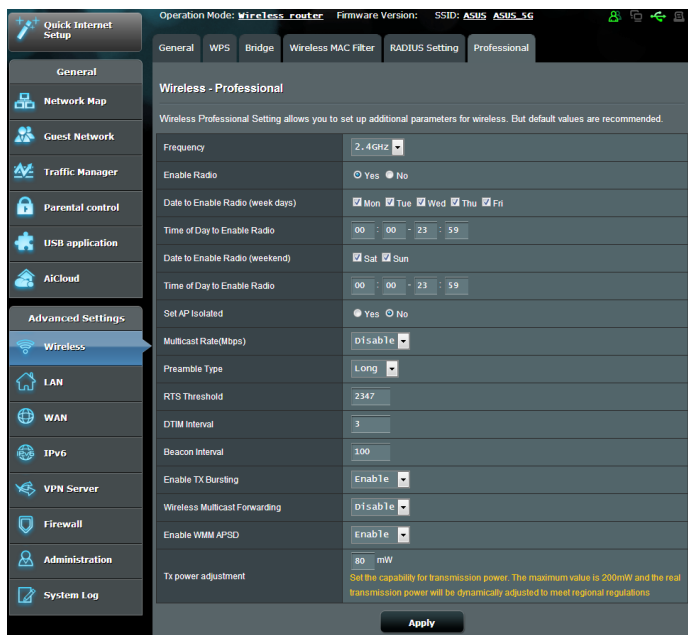 Operation Mode: Wireless router Firmware Version: SSID: ASUS ASUS_5G
Quick Internet
Setup
General WPS Bridge Wireless MAC Filter RADIUS Setting Professional
General
Network Map
Guest Network
Traffic Manager
Parental control
USB application
AiCloud
Advanced Settings
Wireless
LAN
WAN
IPv6
VPN Server
Firewall
Administration
System Log
Wireless - Professional
Wireless Professional Setting allows you to set up additional parameters for wireless. But default values are recommended.
Frequency 2.4GHz
Enable Radio Yes No
Date to Enable Radio (week days) Mon Tue Wed Thu Fri
Time of Day to Enable Radio 00 : 00 - 23 : 59
Date to Enable Radio (weekend) Sat Sun
Time of Day to Enable Radio 00 : 00 - 23 : 59
Set AP Isolated Yes No
Multicast Rate(Mbps) Disable
Preamble Type Long
RTS Threshold 2347
DTIM Interval 3
Beacon Interval 100
Enable TX Bursting Enable
Wireless Multicast Forwarding Disable
Enable WMM APSD Enable
Tx power adjustment 80 mW
Set the capability for transmission power. The maximum value is 200mW and the real
transmission power will be dynamically adjusted to meet regional regulations
Apply